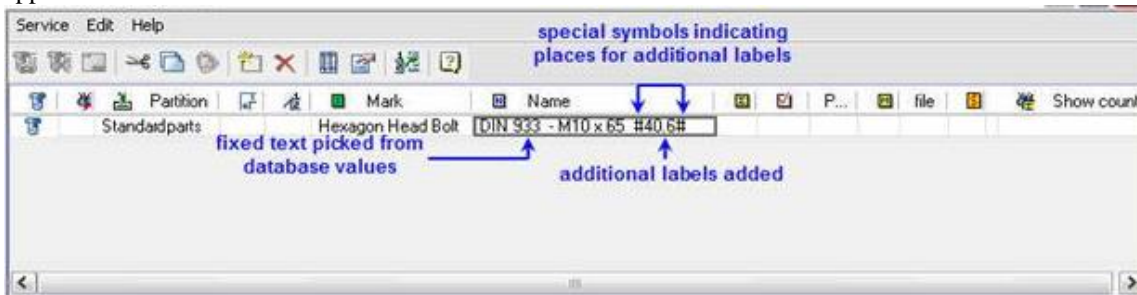 Service Edit Help
special symbols indicating
places for additional labels
Partition Mark Name P... file Show count
Standardparts Hexagon Head Bolt DIN 933 - M10 x 65 #40.6#
fixed text picked from
database values
additional labels added